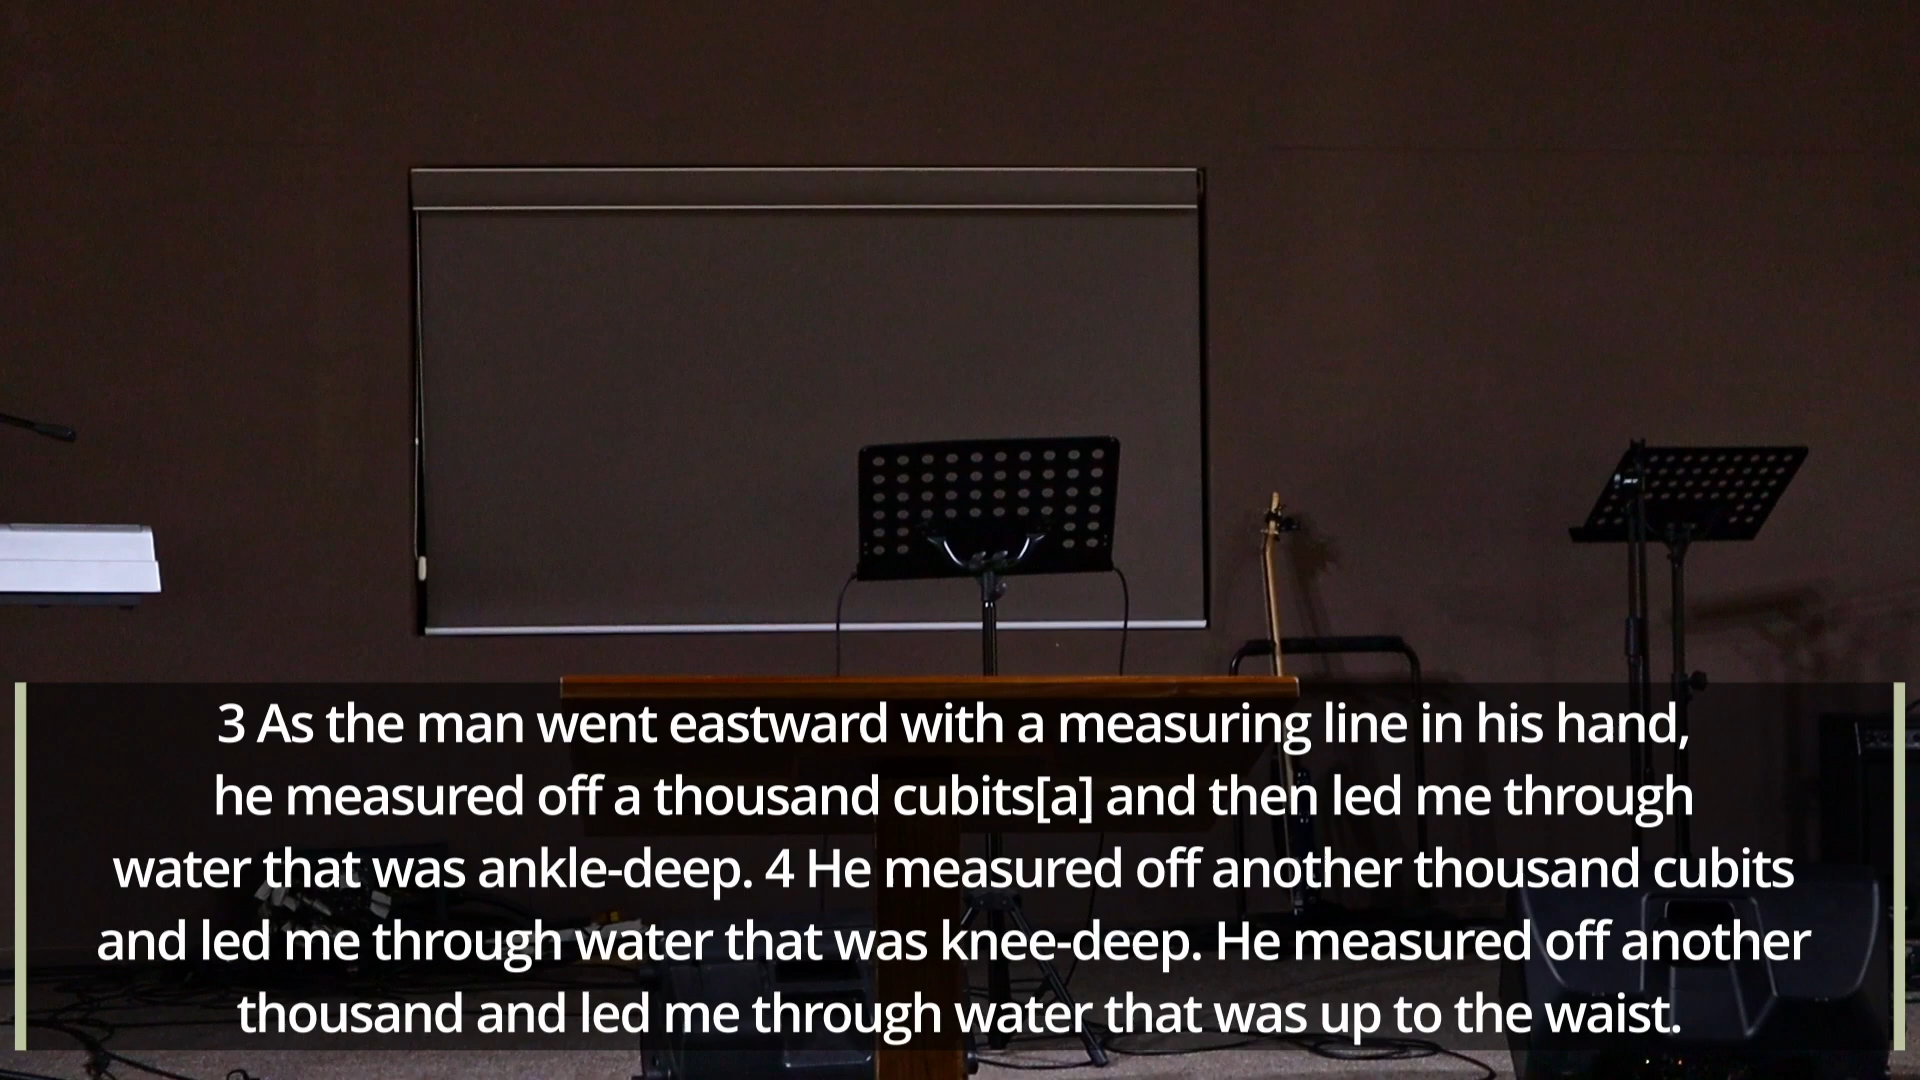 3 As the man went eastward with a measuring line in his hand,
he measured off a thousand cubits[a] and then led me through
water that was ankle-deep. 4 He measured off another thousand cubits
and led me through water that was knee-deep. He measured off another
thousand and led me through water that was up to the waist.